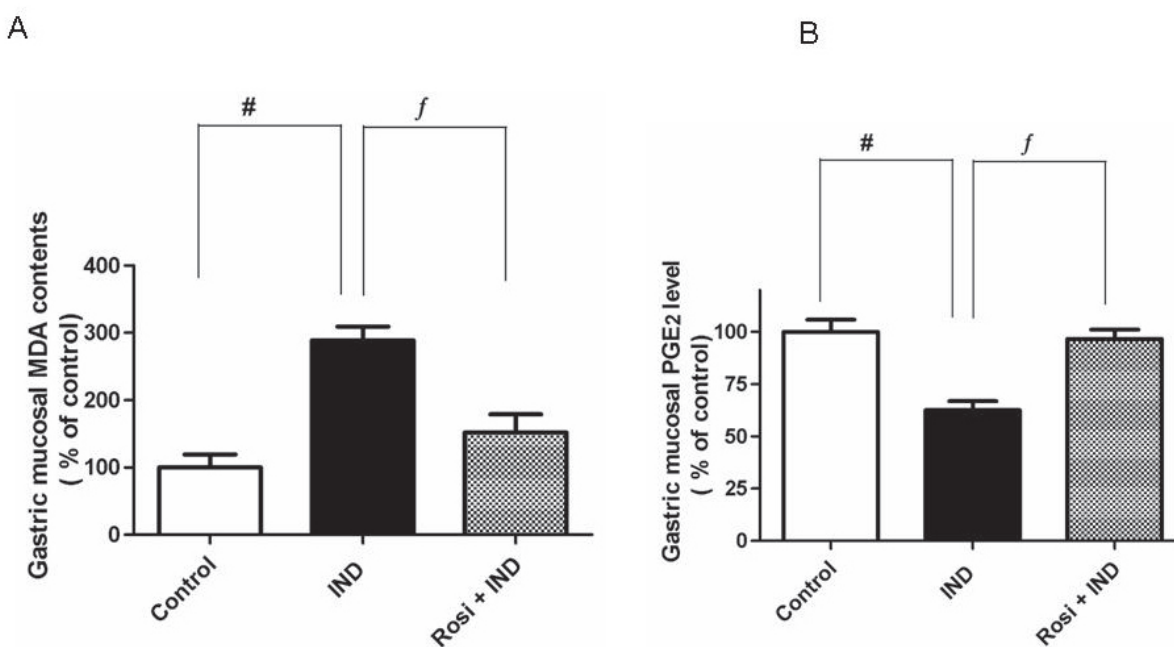 A
#
ƒ
Gastric mucosal MDA contents
( % of control)
400
300
200
100
0
Control
IND
Rosi + IND
B
#
ƒ
Gastric mucosal PGE2 level
( % of control)
100
75
50
25
0
Control
IND
Rosi + IND